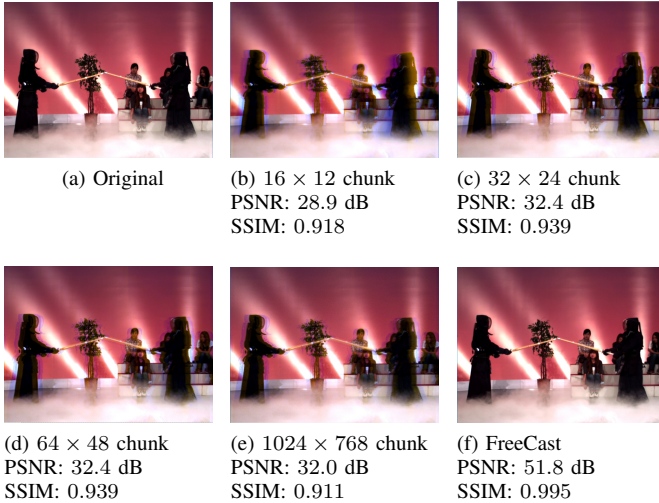 (a) Original
(b) 16 × 12 chunk
PSNR: 28.9 dB
SSIM: 0.918
(c) 32 × 24 chunk
PSNR: 32.4 dB
SSIM: 0.939
(d) 64 × 48 chunk
PSNR: 32.4 dB
SSIM: 0.939
(e) 1024 × 768 chunk
PSNR: 32.0 dB
SSIM: 0.911
(f) FreeCast
PSNR: 51.8 dB
SSIM: 0.995